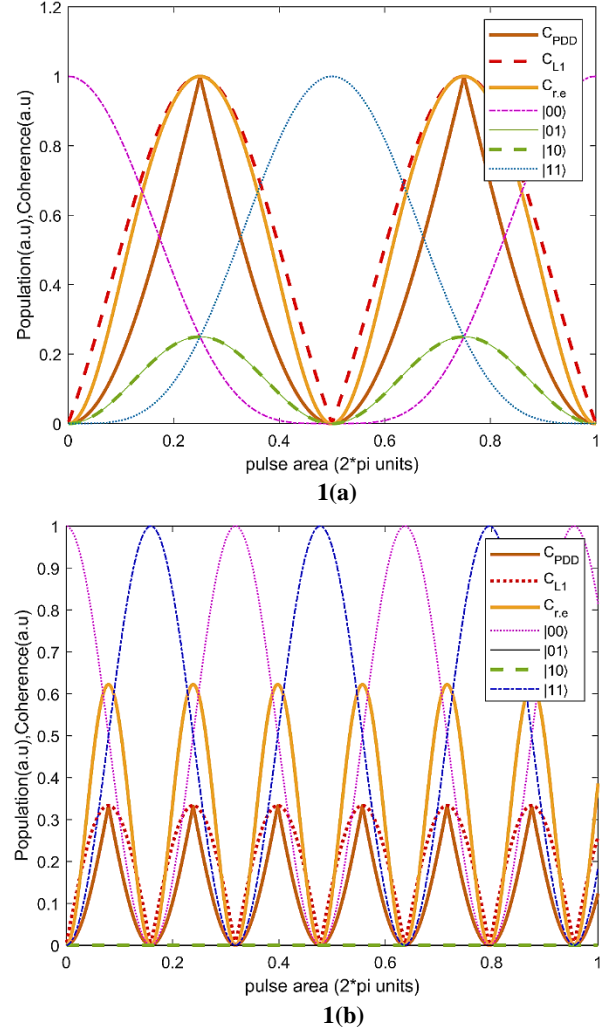 C_PDD
C_L1
C_r.e
|00⟩
|01⟩
|10⟩
|11⟩
Population(a.u),Coherence(a.u)
1.2
1
0.8
0.6
0.4
0.2
0
0 0.2 0.4 0.6 0.8 1
pulse area (2*pi units)
1(a)
C_PDD
C_L1
C_r.e
|00⟩
|01⟩
|10⟩
|11⟩
Population(a.u),Coherence(a.u)
1
0.9
0.8
0.7
0.6
0.5
0.4
0.3
0.2
0.1
0
0 0.2 0.4 0.6 0.8 1
pulse area (2*pi units)
1(b)